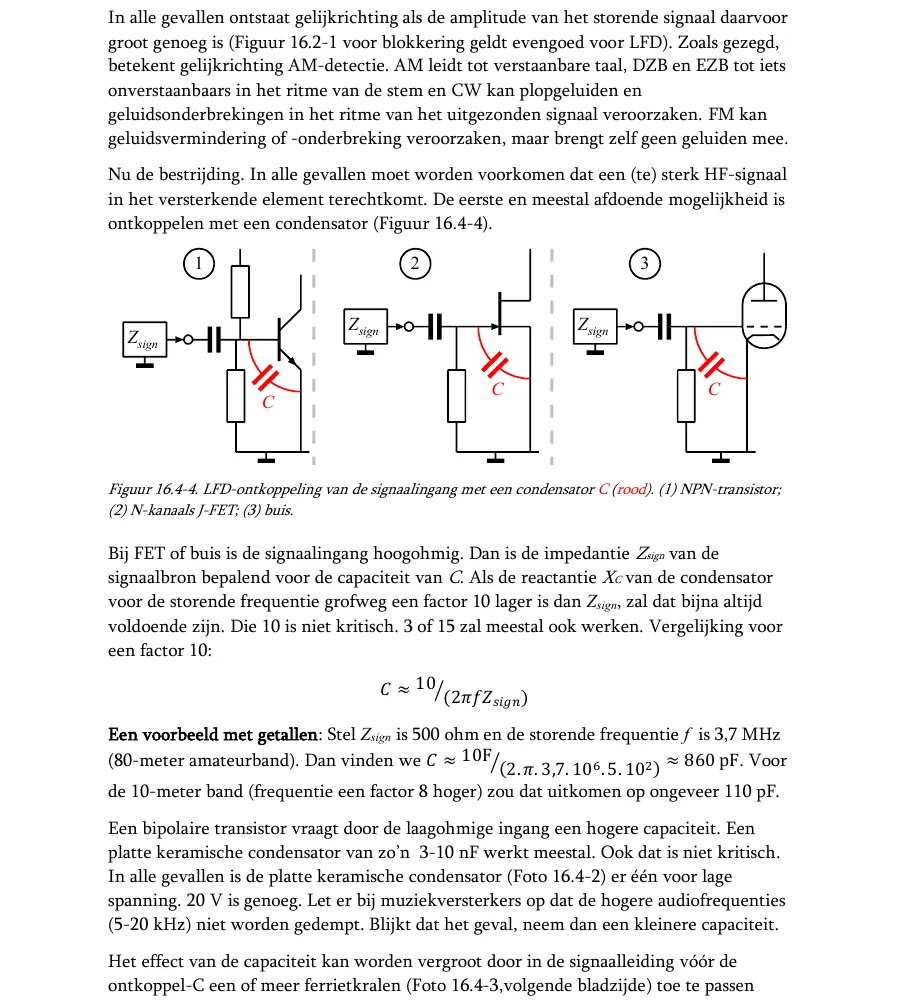 In alle gevallen ontstaat gelijkrichting als de amplitude van het storende signaal daarvoor
groot genoeg is (Figuur 16.2-1 voor blokkering geldt evengoed voor LFD). Zoals gezegd,
betekent gelijkrichting AM-detectie. AM leidt tot verstaanbare taal, DZB en EZB tot iets
onverstaanbaars in het ritme van de stem en CW kan plopgeluiden en
geluidsonderbrekingen in het ritme van het uitgezonden signaal veroorzaken. FM kan
geluidsvermindering of -onderbreking veroorzaken, maar brengt zelf geen geluiden mee.
Nu de bestrijding. In alle gevallen moet worden voorkomen dat een (te) sterk HF-signaal
in het versterkende element terechtkomt. De eerste en meestal afdoende mogelijkheid is
ontkoppelen met een condensator (Figuur 16.4-4).
1
2
3
Zsign
Zsign
Zsign
C
C
C
Figuur 16.4-4. LFD-ontkoppeling van de signaalingang met een condensator C (rood). (1) NPN-transistor;
(2) N-kanaals J-FET; (3) buis.
Bij FET of buis is de signaalingang hoogohmig. Dan is de impedantie Zsign van de
signaalbron bepalend voor de capaciteit van C. Als de reactantie XC van de condensator
voor de storende frequentie grofweg een factor 10 lager is dan Zsign, zal dat bijna altijd
voldoende zijn. Die 10 is niet kritisch. 3 of 15 zal meestal ook werken. Vergelijking voor
een factor 10:
C ≈ 10/(2πfZsign)
Een voorbeeld met getallen: Stel Zsign is 500 ohm en de storende frequentie f is 3,7 MHz
(80-meter amateurband). Dan vinden we C ≈ 10F/(2.π.3,7.10⁶.5.10²) ≈ 860 pF. Voor
de 10-meter band (frequentie een factor 8 hoger) zou dat uitkomen op ongeveer 110 pF.
Een bipolaire transistor vraagt door de laagohmige ingang een hogere capaciteit. Een
platte keramische condensator van zo'n 3-10 nF werkt meestal. Ook dat is niet kritisch.
In alle gevallen is de platte keramische condensator (Foto 16.4-2) er één voor lage
spanning. 20 V is genoeg. Let er bij muziekversterkers op dat de hogere audiofrequenties
(5-20 kHz) niet worden gedempt. Blijkt dat het geval, neem dan een kleinere capaciteit.
Het effect van de capaciteit kan worden vergroot door in de signaalleiding vóór de
ontkoppel-C een of meer ferrietkralen (Foto 16.4-3,volgende bladzijde) toe te passen